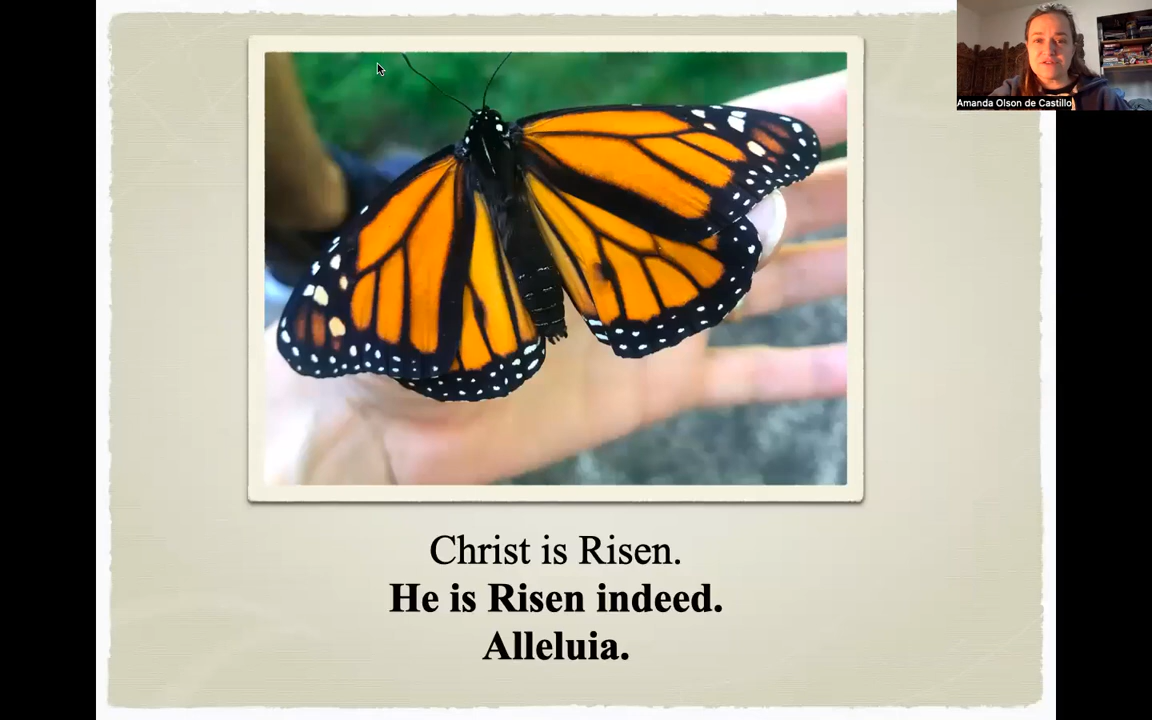 Amanda Olson de Castillo
Christ is Risen.
He is Risen indeed.
Alleluia.